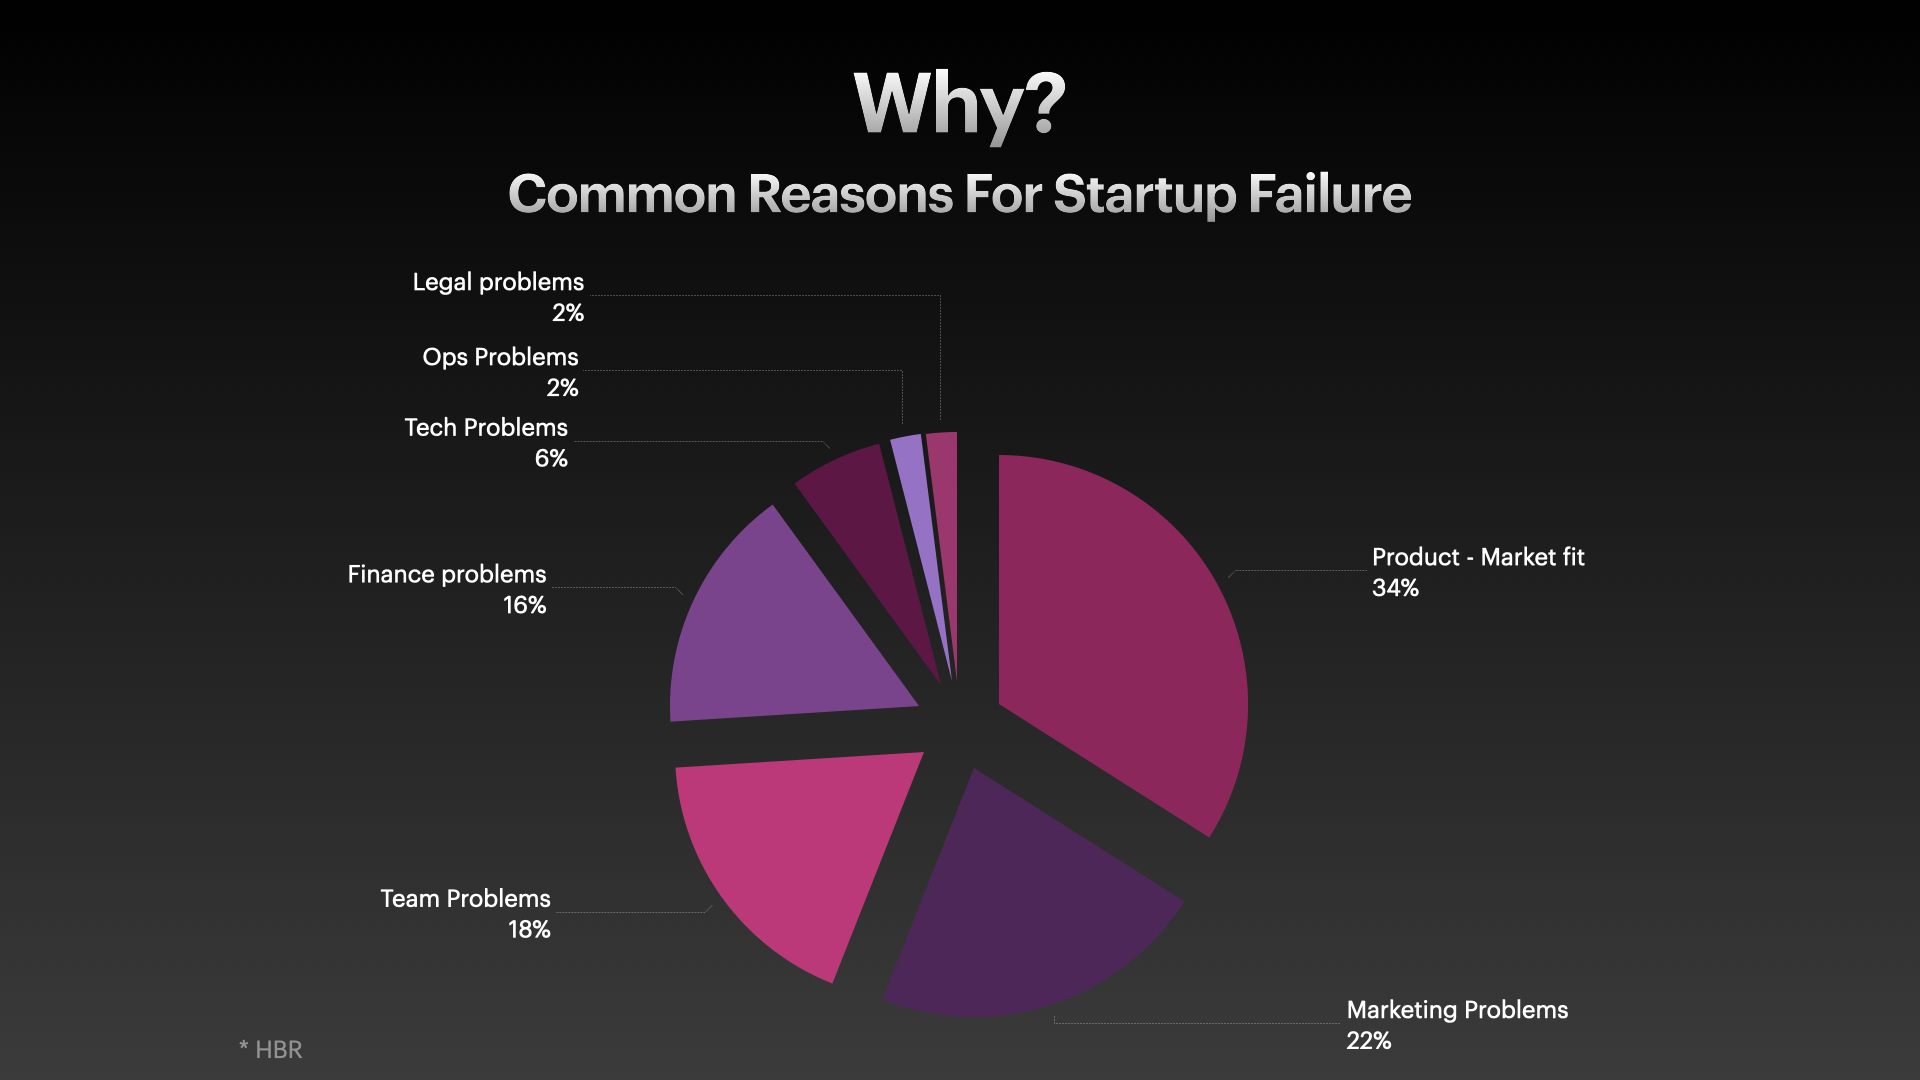 Why?
Common Reasons For Startup Failure
Legal problems
2%
Ops Problems
2%
Tech Problems
6%
Finance problems
16%
Team Problems
18%
Product - Market fit
34%
Marketing Problems
22%
* HBR